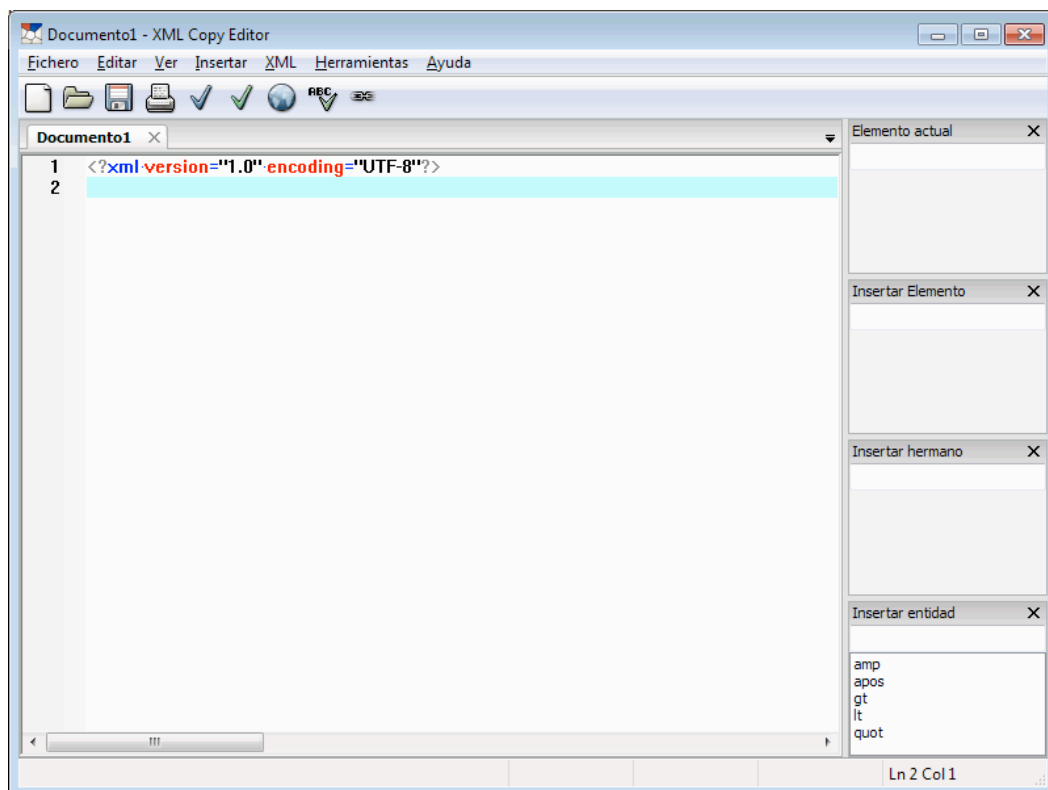 Documento1 - XML Copy Editor
Fichero Editar Ver Insertar XML Herramientas Ayuda
ABC
Documento1
1 <?xml version="1.0" encoding="UTF-8"?>
2
Elemento actual
Insertar Elemento
Insertar hermano
Insertar entidad
amp
apos
gt
lt
quot
Ln 2 Col 1